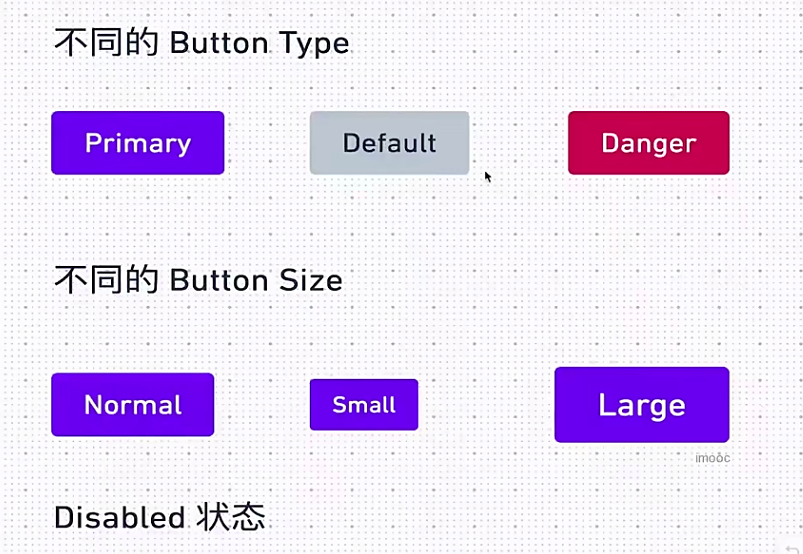 不同的 Button Type
Primary Default Danger
不同的 Button Size
Normal Small Large
imooc
Disabled 状态